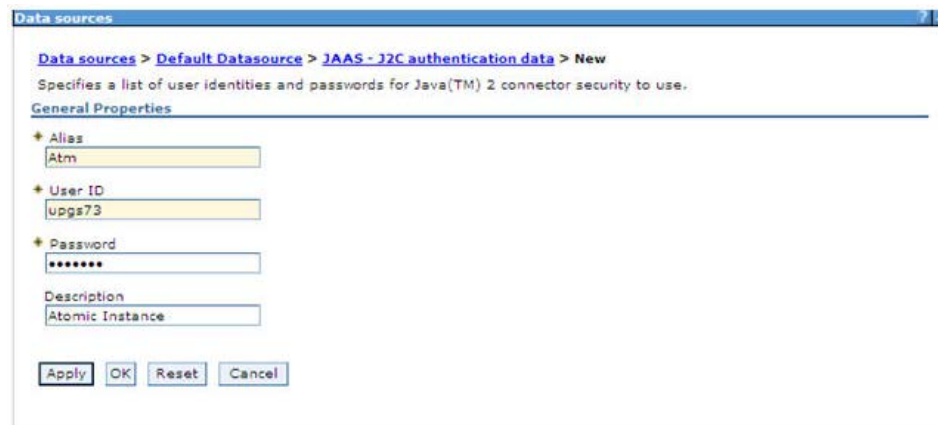 Data sources
?
Data sources > Default Datasource > JAAS - J2C authentication data > New
Specifies a list of user identities and passwords for Java(TM) 2 connector security to use.
General Properties
Alias
Atm
User ID
upgs73
Password
•••••••
Description
Atomic Instance
Apply OK Reset Cancel